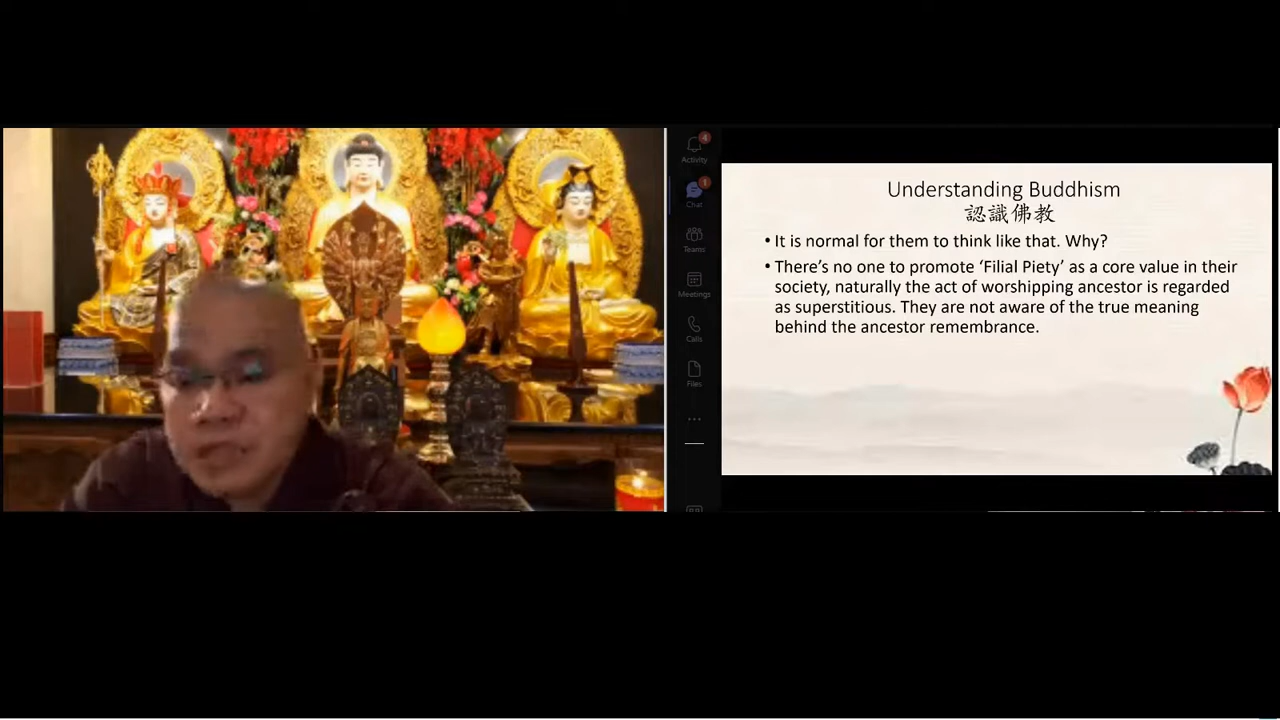 Activity
4
Chat
1
Teams
Meetings
Calls
Files
Understanding Buddhism
認識佛教
• It is normal for them to think like that. Why?
• There's no one to promote ‘Filial Piety’ as a core value in their
society, naturally the act of worshipping ancestor is regarded
as superstitious. They are not aware of the true meaning
behind the ancestor remembrance.